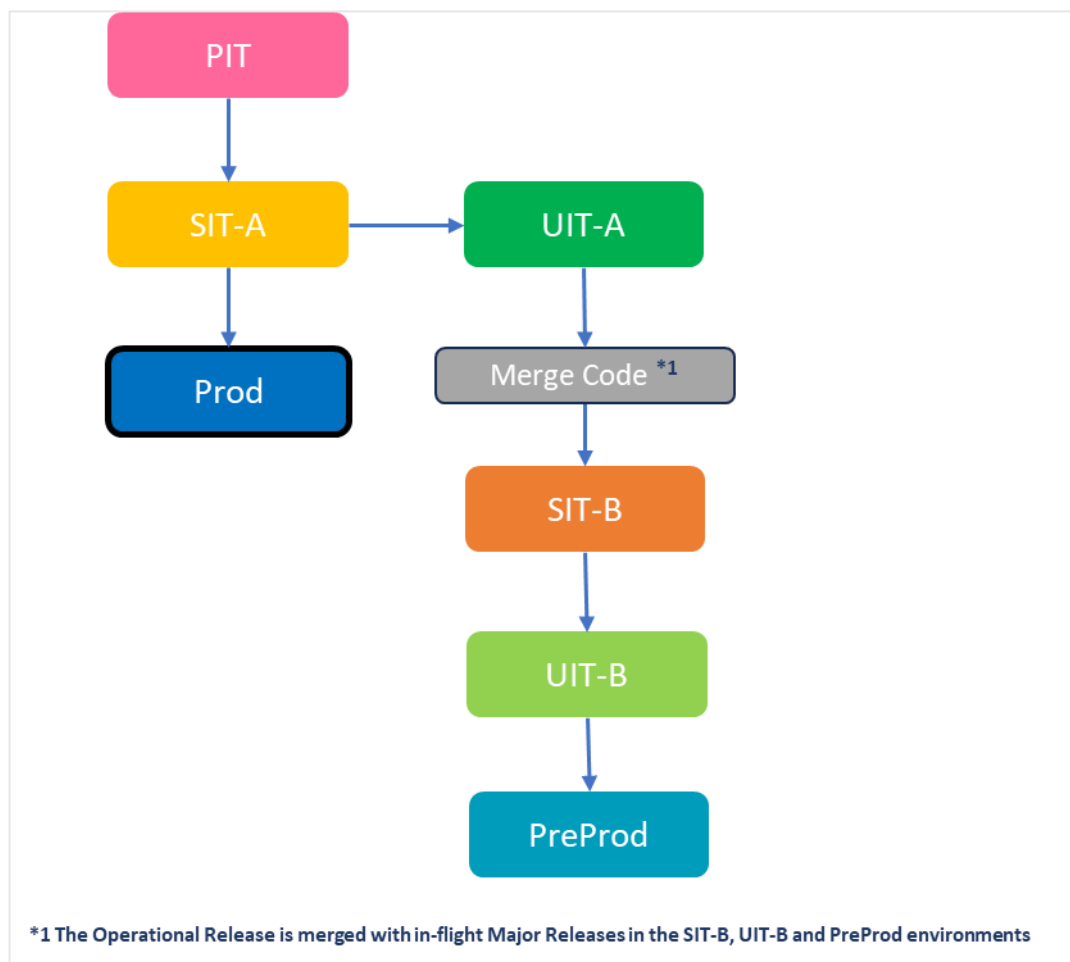 PIT
SIT-A
UIT-A
Prod
Merge Code *1
SIT-B
UIT-B
PreProd
*1 The Operational Release is merged with in-flight Major Releases in the SIT-B, UIT-B and PreProd environments